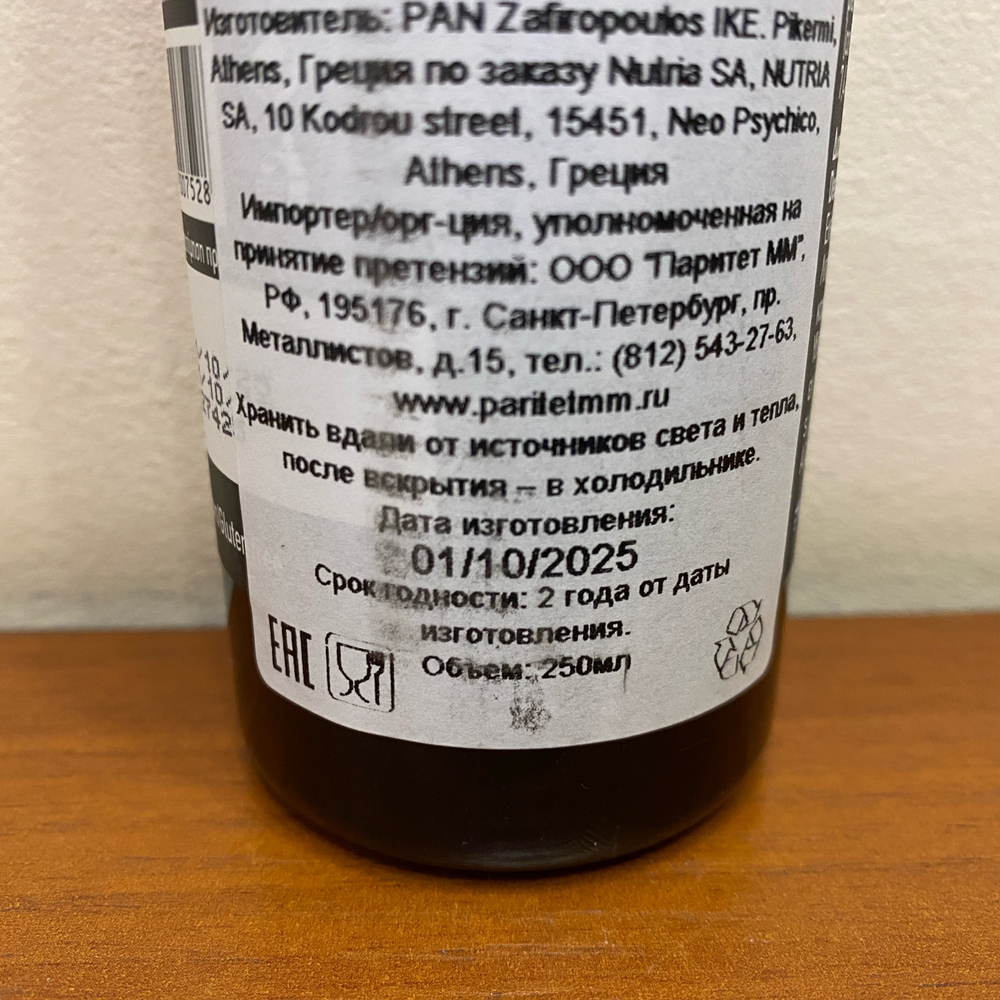 Изготовитель: PAN Zafiropoulos IKE. Pikermi,
Athens, Греция по заказу Nutria SA, NUTRIA
SA, 10 Kodrou street, 15451, Neo Psychico,
Athens, Греция
Импортер/орг-ция, уполномоченная на
принятие претензий: ООО "Паритет ММ",
РФ, 195176, г. Санкт-Петербург, пр.
Металлистов, д.15, тел.: (812) 543-27-63,
www.paritetmm.ru
Хранить вдали от источников света и тепла,
после вскрытия – в холодильнике.
Дата изготовления:
01/10/2025
Срок годности: 2 года от даты
изготовления.
Объем: 250мл
EAC
07528